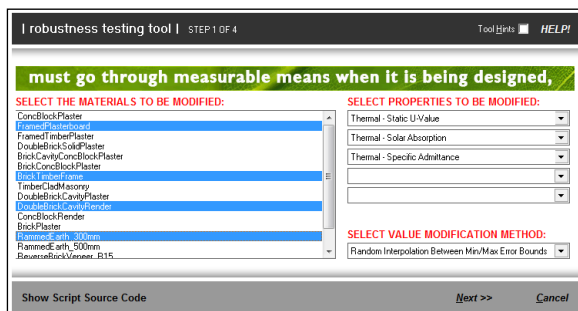 | robustness testing tool | STEP 1 OF 4
Tool Hints HELP!
must go through measurable means when it is being designed,
SELECT THE MATERIALS TO BE MODIFIED:
ConcBlockPlaster
FramedPlasterboard
FramedTimberPlaster
DoubleBrickSolidPlaster
BrickCavityConcBlockPlaster
BrickConcBlockPlaster
BrickTimberFrame
TimberCladMasonry
DoubleBrickCavityPlaster
DoubleBrickCavityRender
ConcBlockRender
BrickPlaster
RammedEarth_300mm
RammedEarth_500mm
ReverseBrickVeneer_R15
SELECT PROPERTIES TO BE MODIFIED:
Thermal - Static U-Value
Thermal - Solar Absorption
Thermal - Specific Admittance
SELECT VALUE MODIFICATION METHOD:
Random Interpolation Between Min/Max Error Bounds
Show Script Source Code
Next >>
Cancel